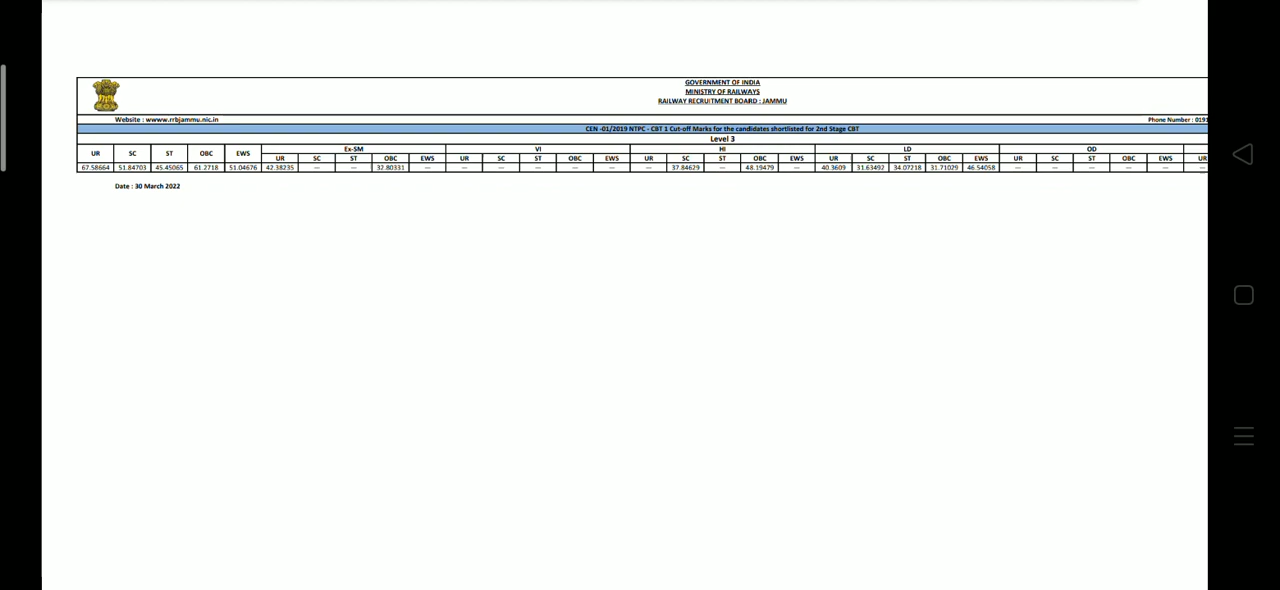 GOVERNMENT OF INDIA
MINISTRY OF RAILWAYS
RAILWAY RECRUITMENT BOARD : JAMMU
Website : wwww.rrbjammu.nic.in Phone Number : 0191
CEN -01/2019 NTPC - CBT 1 Cut-off Marks for the candidates shortlisted for 2nd Stage CBT
Level 3
UR SC ST OBC EWS Ex-SM VI HI LD OD
UR SC ST OBC EWS UR SC ST OBC EWS UR SC ST OBC EWS UR SC ST OBC EWS UR SC ST OBC EWS UR
67.58664 51.84703 45.45065 61.2718 51.04676 42.38235 --- --- 32.80331 --- --- --- --- --- --- --- 37.84629 --- 48.19479 --- 40.3609 31.63492 34.07218 31.71029 46.54058 --- --- --- --- --- ---
Date : 30 March 2022